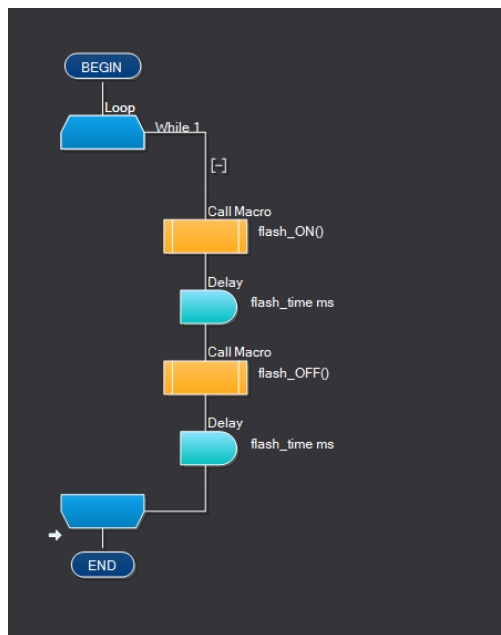 BEGIN
Loop
While 1
[-]
Call Macro
flash_ON()
Delay
flash_time ms
Call Macro
flash_OFF()
Delay
flash_time ms
END